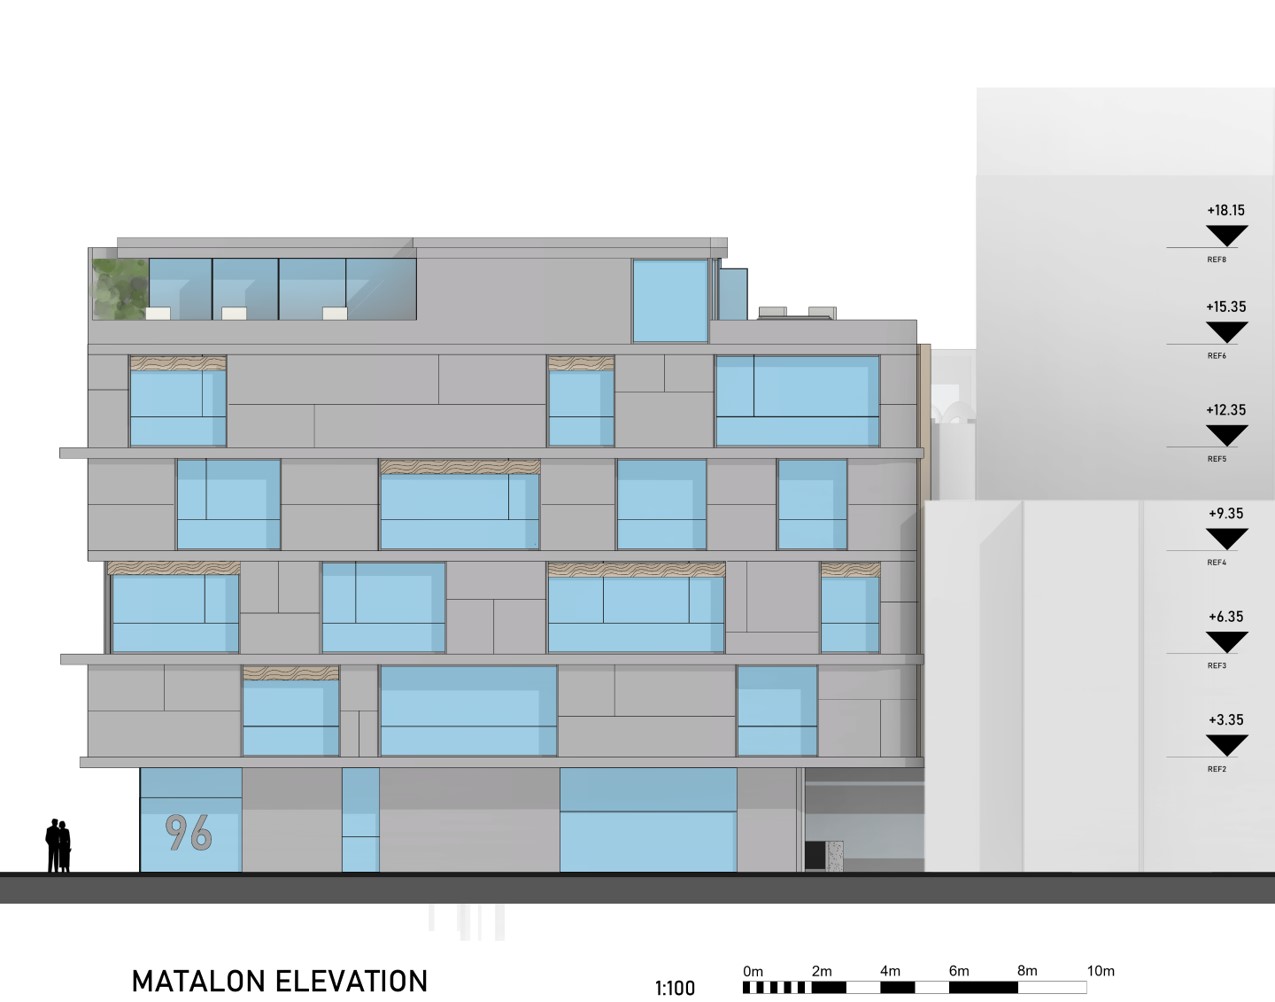 +18.15
REF8
+15.35
REF6
+12.35
REF5
+9.35
REF4
+6.35
REF3
+3.35
REF2
96
MATALON ELEVATION
1:100
0m 2m 4m 6m 8m 10m